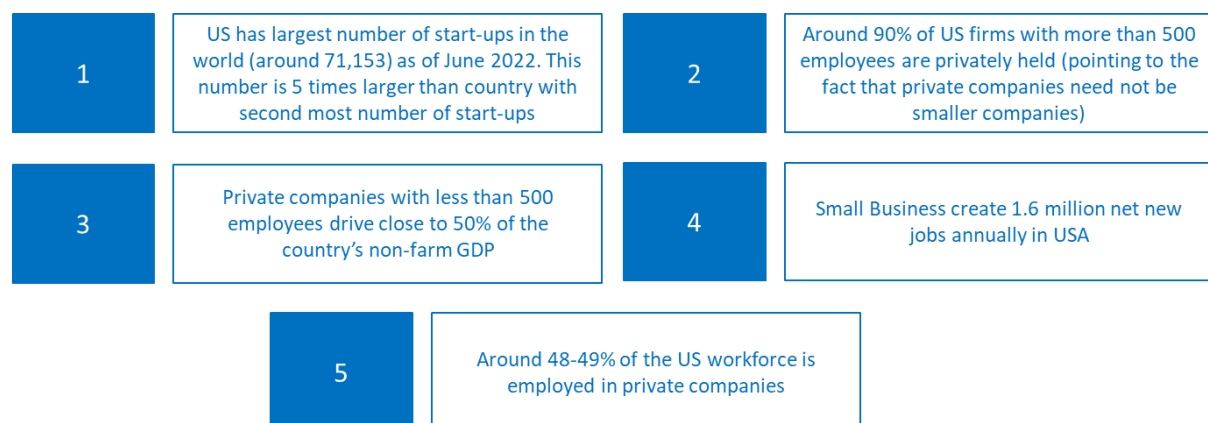 1
US has largest number of start-ups in the
world (around 71,153) as of June 2022. This
number is 5 times larger than country with
second most number of start-ups
2
Around 90% of US firms with more than 500
employees are privately held (pointing to the
fact that private companies need not be
smaller companies)
3
Private companies with less than 500
employees drive close to 50% of the
country's non-farm GDP
4
Small Business create 1.6 million net new
jobs annually in USA
5
Around 48-49% of the US workforce is
employed in private companies